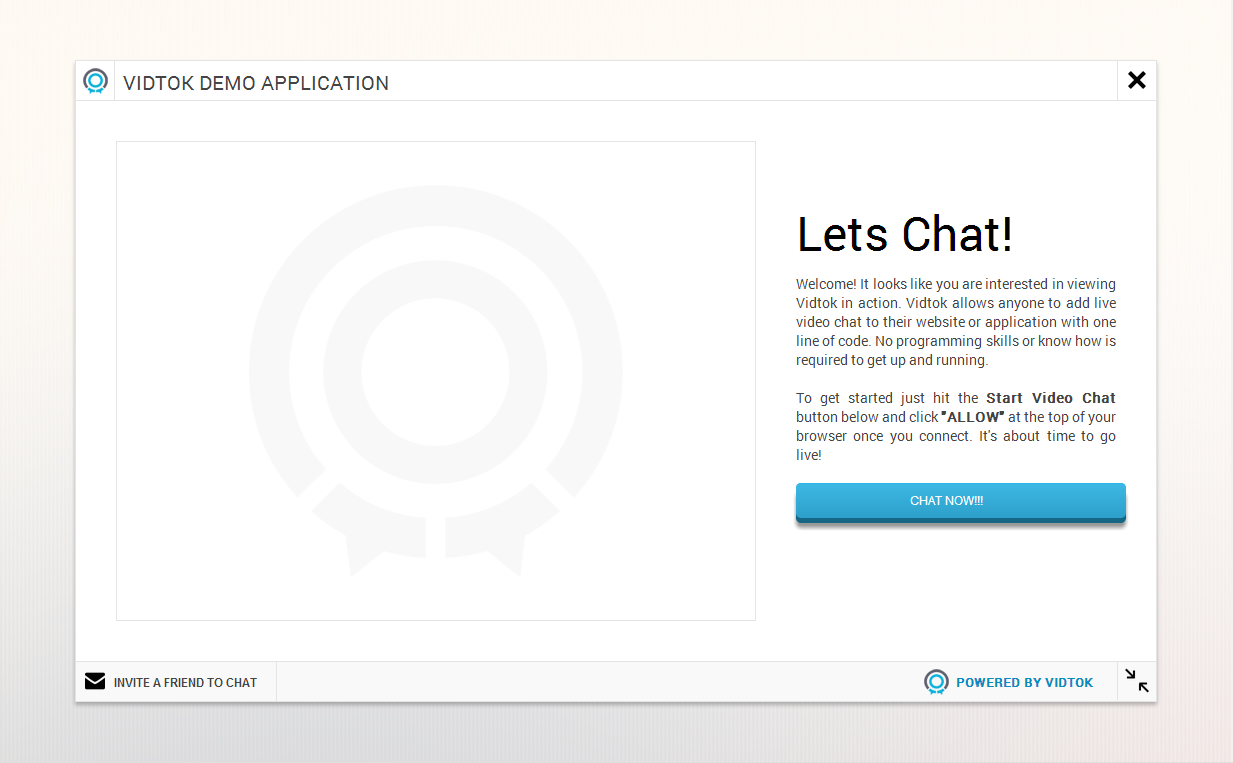 VIDTOK DEMO APPLICATION
Lets Chat!
Welcome! It looks like you are interested in viewing
Vidtok in action. Vidtok allows anyone to add live
video chat to their website or application with one
line of code. No programming skills or know how is
required to get up and running.
To get started just hit the Start Video Chat
button below and click "ALLOW" at the top of your
browser once you connect. It's about time to go
live!
CHAT NOW!!!
INVITE A FRIEND TO CHAT
POWERED BY VIDTOK